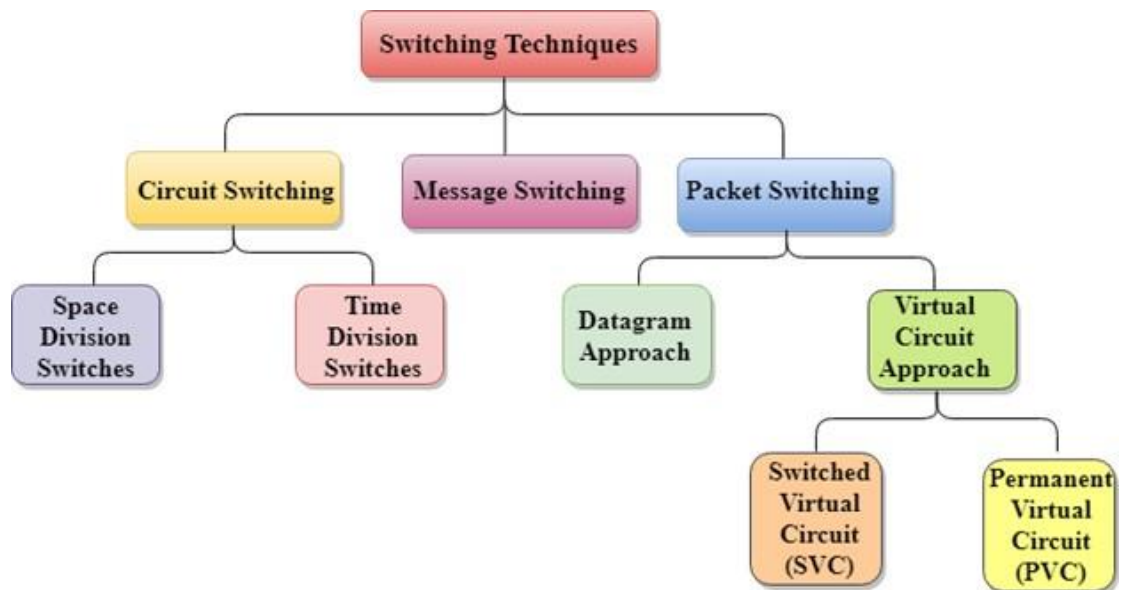 Switching Techniques
Circuit Switching
Message Switching
Packet Switching
Space
Division
Switches
Time
Division
Switches
Datagram
Approach
Virtual
Circuit
Approach
Switched
Virtual
Circuit
(SVC)
Permanent
Virtual
Circuit
(PVC)